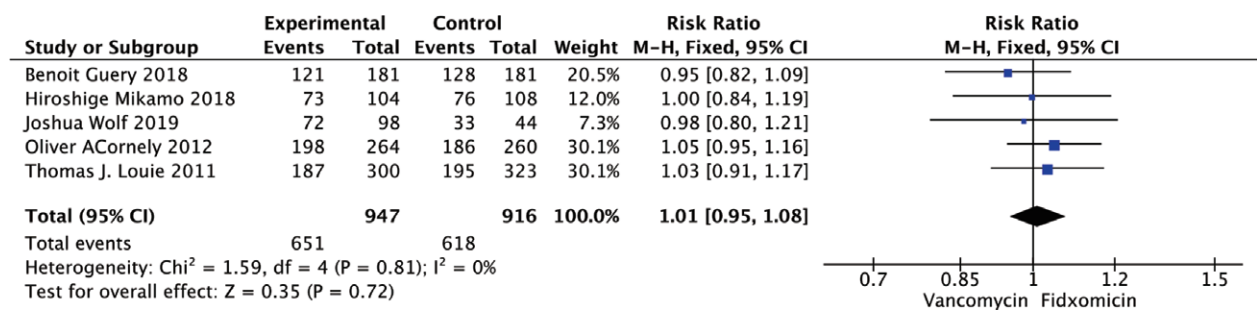 Experimental Control Risk Ratio Risk Ratio
Study or Subgroup Events Total Events Total Weight M-H, Fixed, 95% CI M-H, Fixed, 95% CI
Benoit Guery 2018 121 181 128 181 20.5% 0.95 [0.82, 1.09]
Hiroshige Mikamo 2018 73 104 76 108 12.0% 1.00 [0.84, 1.19]
Joshua Wolf 2019 72 98 33 44 7.3% 0.98 [0.80, 1.21]
Oliver ACornely 2012 198 264 186 260 30.1% 1.05 [0.95, 1.16]
Thomas J. Louie 2011 187 300 195 323 30.1% 1.03 [0.91, 1.17]
Total (95% CI) 947 916 100.0% 1.01 [0.95, 1.08]
Total events 651 618
Heterogeneity: Chi² = 1.59, df = 4 (P = 0.81); I² = 0%
Test for overall effect: Z = 0.35 (P = 0.72)
0.7 0.85 1 1.2 1.5
Vancomycin Fidxomicin